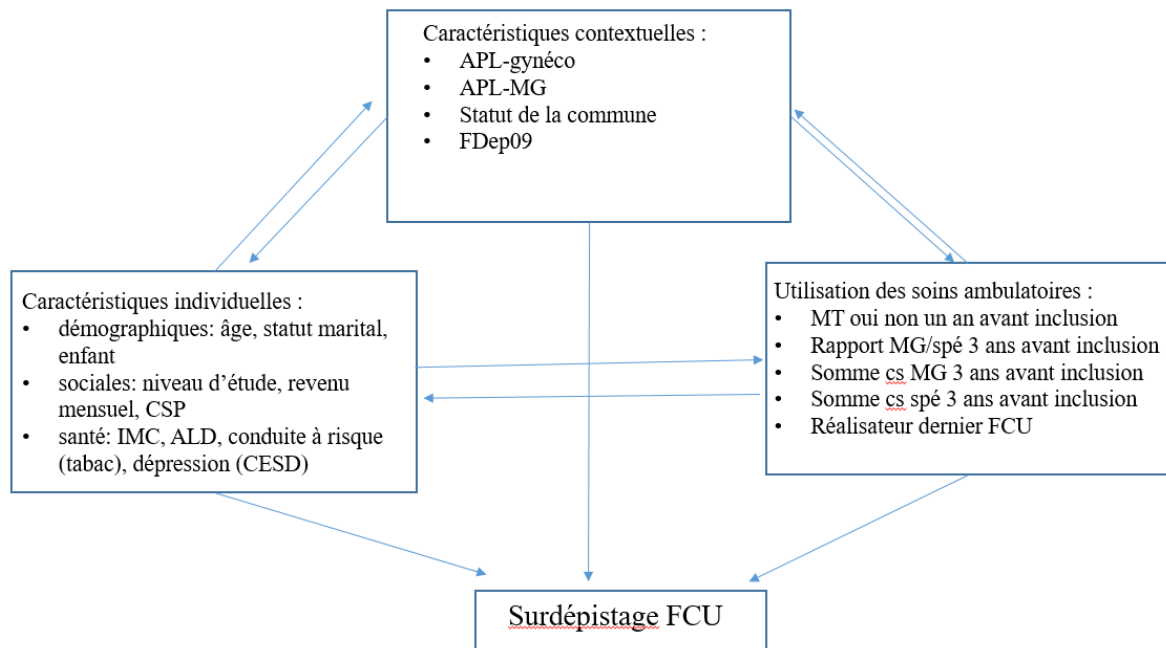 Caractéristiques contextuelles :
• APL-gynéco
• APL-MG
• Statut de la commune
• FDep09
Caractéristiques individuelles :
• démographiques: âge, statut marital,
enfant
• sociales: niveau d’étude, revenu
mensuel, CSP
• santé: IMC, ALD, conduite à risque
(tabac), dépression (CESD)
Utilisation des soins ambulatoires :
• MT oui non un an avant inclusion
• Rapport MG/spé 3 ans avant inclusion
• Somme cs MG 3 ans avant inclusion
• Somme cs spé 3 ans avant inclusion
• Réalisateur dernier FCU
Surdépistage FCU